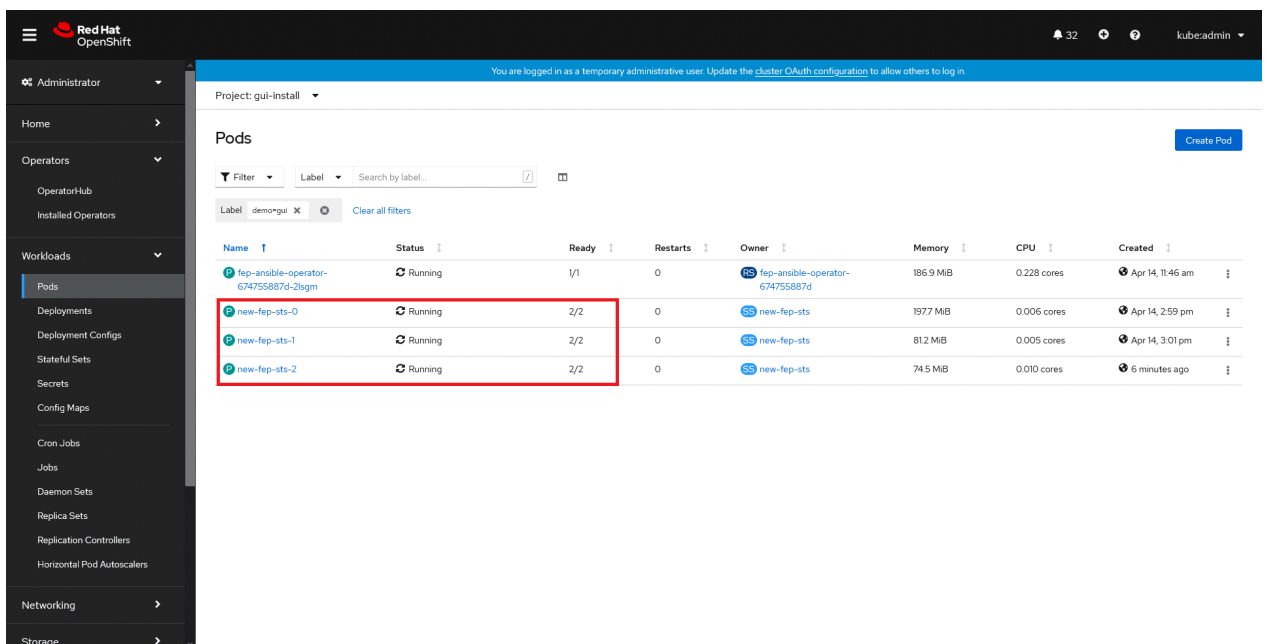 Red Hat
OpenShift
32
kube:admin
Administrator
You are logged in as a temporary administrative user. Update the cluster OAuth configuration to allow others to log in.
Project: gui-install
Home
Operators
OperatorHub
Installed Operators
Workloads
Pods
Deployments
Deployment Configs
Stateful Sets
Secrets
Config Maps
Cron Jobs
Jobs
Daemon Sets
Replica Sets
Replication Controllers
Horizontal Pod Autoscalers
Networking
Storage
Pods
Create Pod
Filter Label Search by label... /
Label demo=gui Clear all filters
Name Status Ready Restarts Owner Memory CPU Created
P fep-ansible-operator-674755887d-2lsgm Running 1/1 0 RS fep-ansible-operator-674755887d 186.9 MiB 0.228 cores Apr 14, 11:46 am
P new-fep-sts-0 Running 2/2 0 SS new-fep-sts 197.7 MiB 0.006 cores Apr 14, 2:59 pm
P new-fep-sts-1 Running 2/2 0 SS new-fep-sts 81.2 MiB 0.005 cores Apr 14, 3:01 pm
P new-fep-sts-2 Running 2/2 0 SS new-fep-sts 74.5 MiB 0.010 cores 6 minutes ago